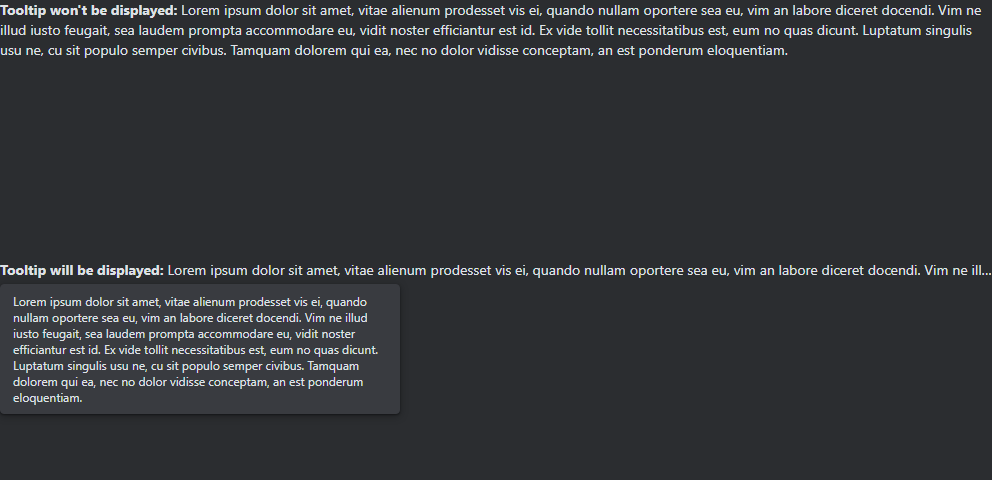 Tooltip won't be displayed: Lorem ipsum dolor sit amet, vitae alienum prodesset vis ei, quando nullam oportere sea eu, vim an labore diceret docendi. Vim ne
illud iusto feugait, sea laudem prompta accommodare eu, vidit noster efficiantur est id. Ex vide tollit necessitatibus est, eum no quas dicunt. Luptatum singulis
usu ne, cu sit populo semper civibus. Tamquam dolorem qui ea, nec no dolor vidisse conceptam, an est ponderum eloquentiam.
Tooltip will be displayed: Lorem ipsum dolor sit amet, vitae alienum prodesset vis ei, quando nullam oportere sea eu, vim an labore diceret docendi. Vim ne ill...
Lorem ipsum dolor sit amet, vitae alienum prodesset vis ei, quando
nullam oportere sea eu, vim an labore diceret docendi. Vim ne illud
iusto feugait, sea laudem prompta accommodare eu, vidit noster
efficiantur est id. Ex vide tollit necessitatibus est, eum no quas dicunt.
Luptatum singulis usu ne, cu sit populo semper civibus. Tamquam
dolorem qui ea, nec no dolor vidisse conceptam, an est ponderum
eloquentiam.